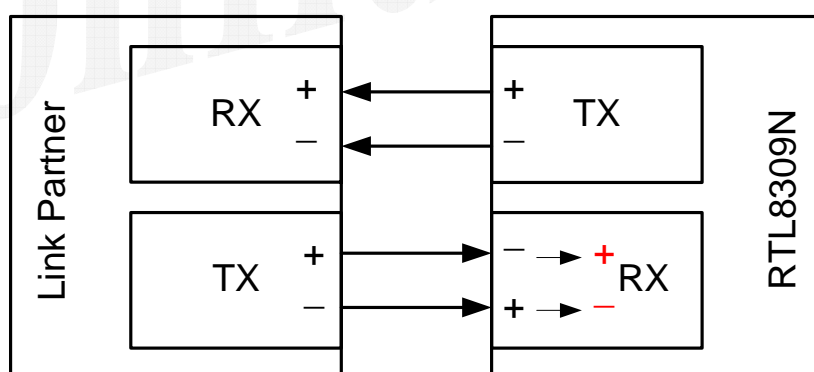 Link Partner
RX
+
–
+
–
TX
RTL8309N
TX
+
–
– +
+ –
RX